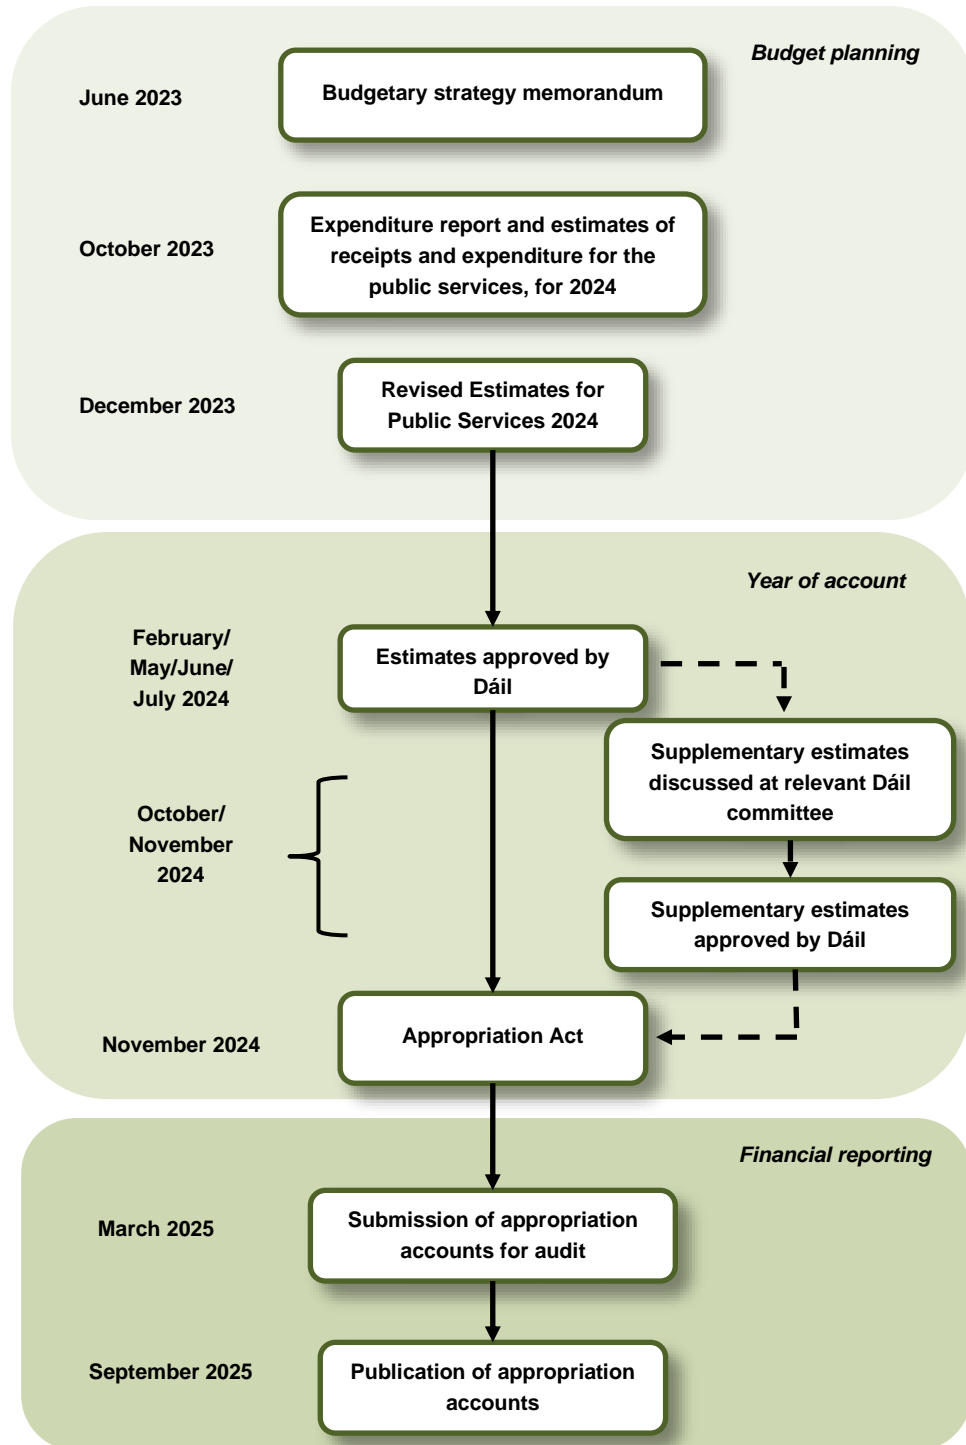 Budget planning
June 2023
Budgetary strategy memorandum
October 2023
Expenditure report and estimates of
receipts and expenditure for the
public services, for 2024
December 2023
Revised Estimates for
Public Services 2024
Year of account
February/
May/June/
July 2024
Estimates approved by
Dáil
Supplementary estimates
discussed at relevant Dáil
committee
October/
November
2024
Supplementary estimates
approved by Dáil
November 2024
Appropriation Act
Financial reporting
March 2025
Submission of appropriation
accounts for audit
September 2025
Publication of appropriation
accounts